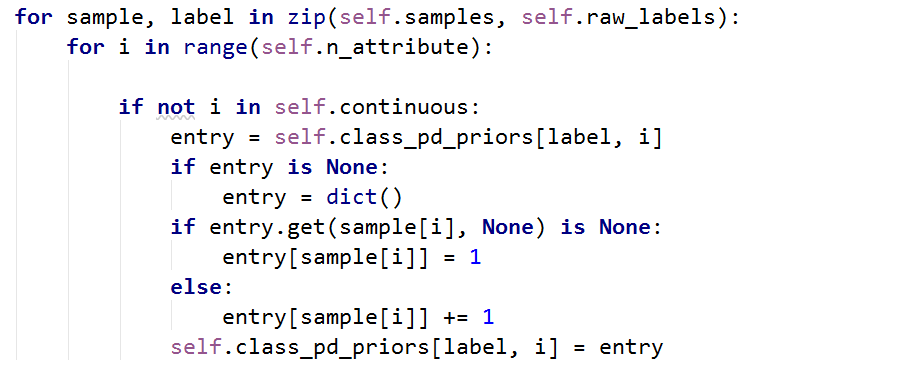 for sample, label in zip(self.samples, self.raw_labels):
    for i in range(self.n_attribute):
        if not i in self.continuous:
            entry = self.class_pd_priors[label, i]
            if entry is None:
                entry = dict()
            if entry.get(sample[i], None) is None:
                entry[sample[i]] = 1
            else:
                entry[sample[i]] += 1
            self.class_pd_priors[label, i] = entry